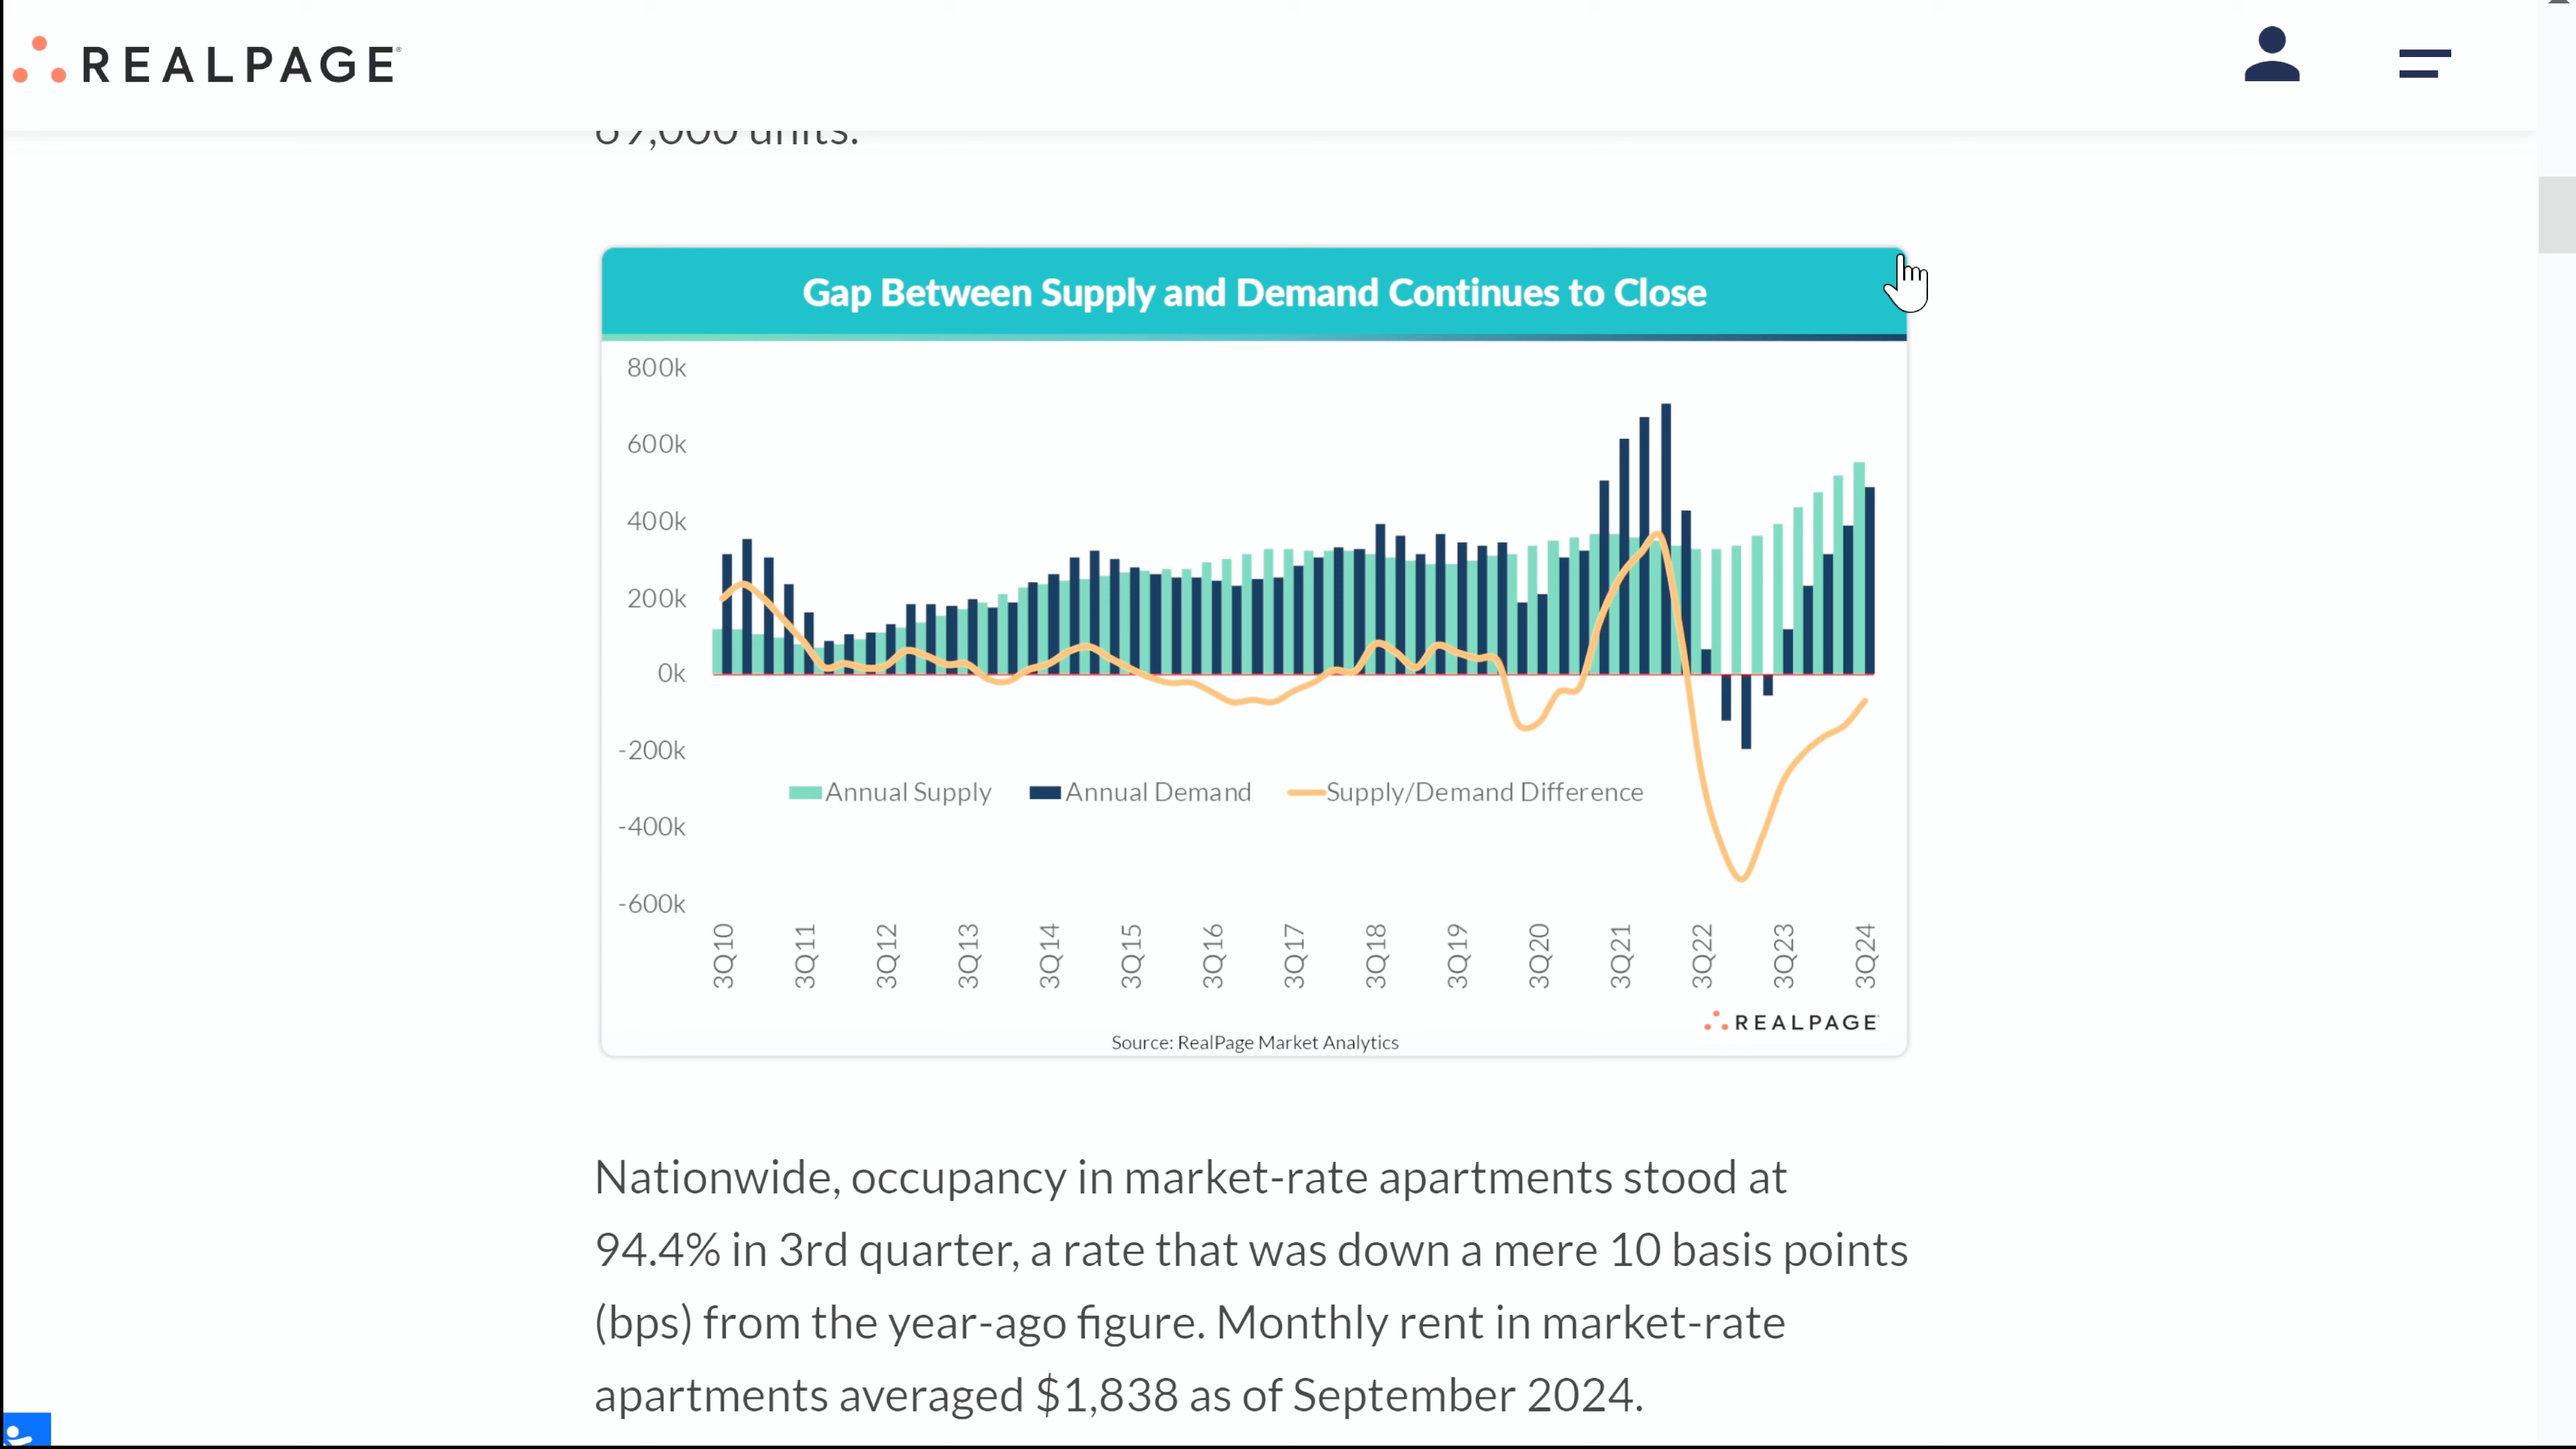 REALPAGE
69,000 units.
Gap Between Supply and Demand Continues to Close
800k
600k
400k
200k
0k
-200k
-400k
-600k
Annual Supply Annual Demand Supply/Demand Difference
3Q10 3Q11 3Q12 3Q13 3Q14 3Q15 3Q16 3Q17 3Q18 3Q19 3Q20 3Q21 3Q22 3Q23 3Q24
REALPAGE
Source: RealPage Market Analytics
Nationwide, occupancy in market-rate apartments stood at
94.4% in 3rd quarter, a rate that was down a mere 10 basis points
(bps) from the year-ago figure. Monthly rent in market-rate
apartments averaged $1,838 as of September 2024.